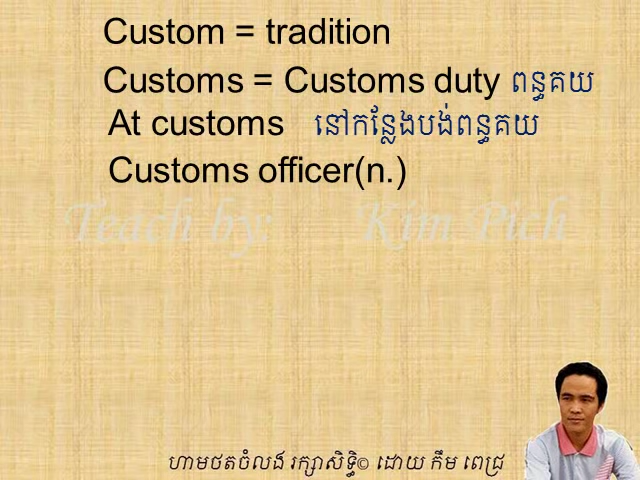 Custom = tradition
Customs = Customs duty ពន្ធគយ
At customs នៅកន្លែងបង់ពន្ធគយ
Customs officer(n.)
Teach by: Kim Pich
ហាមថតចំលង រក្សាសិទ្ធិ© ដោយ កឹម ពេជ្រ